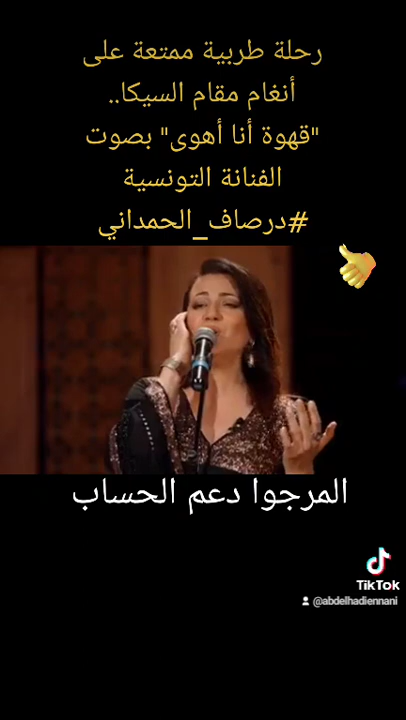 رحلة طربية ممتعة على
أنغام مقام السيكا..
"قهوة أنا أهوى" بصوت
الفنانة التونسية
#درصاف_الحمداني
المرجوا دعم الحساب
TikTok
@abdelhadiennani